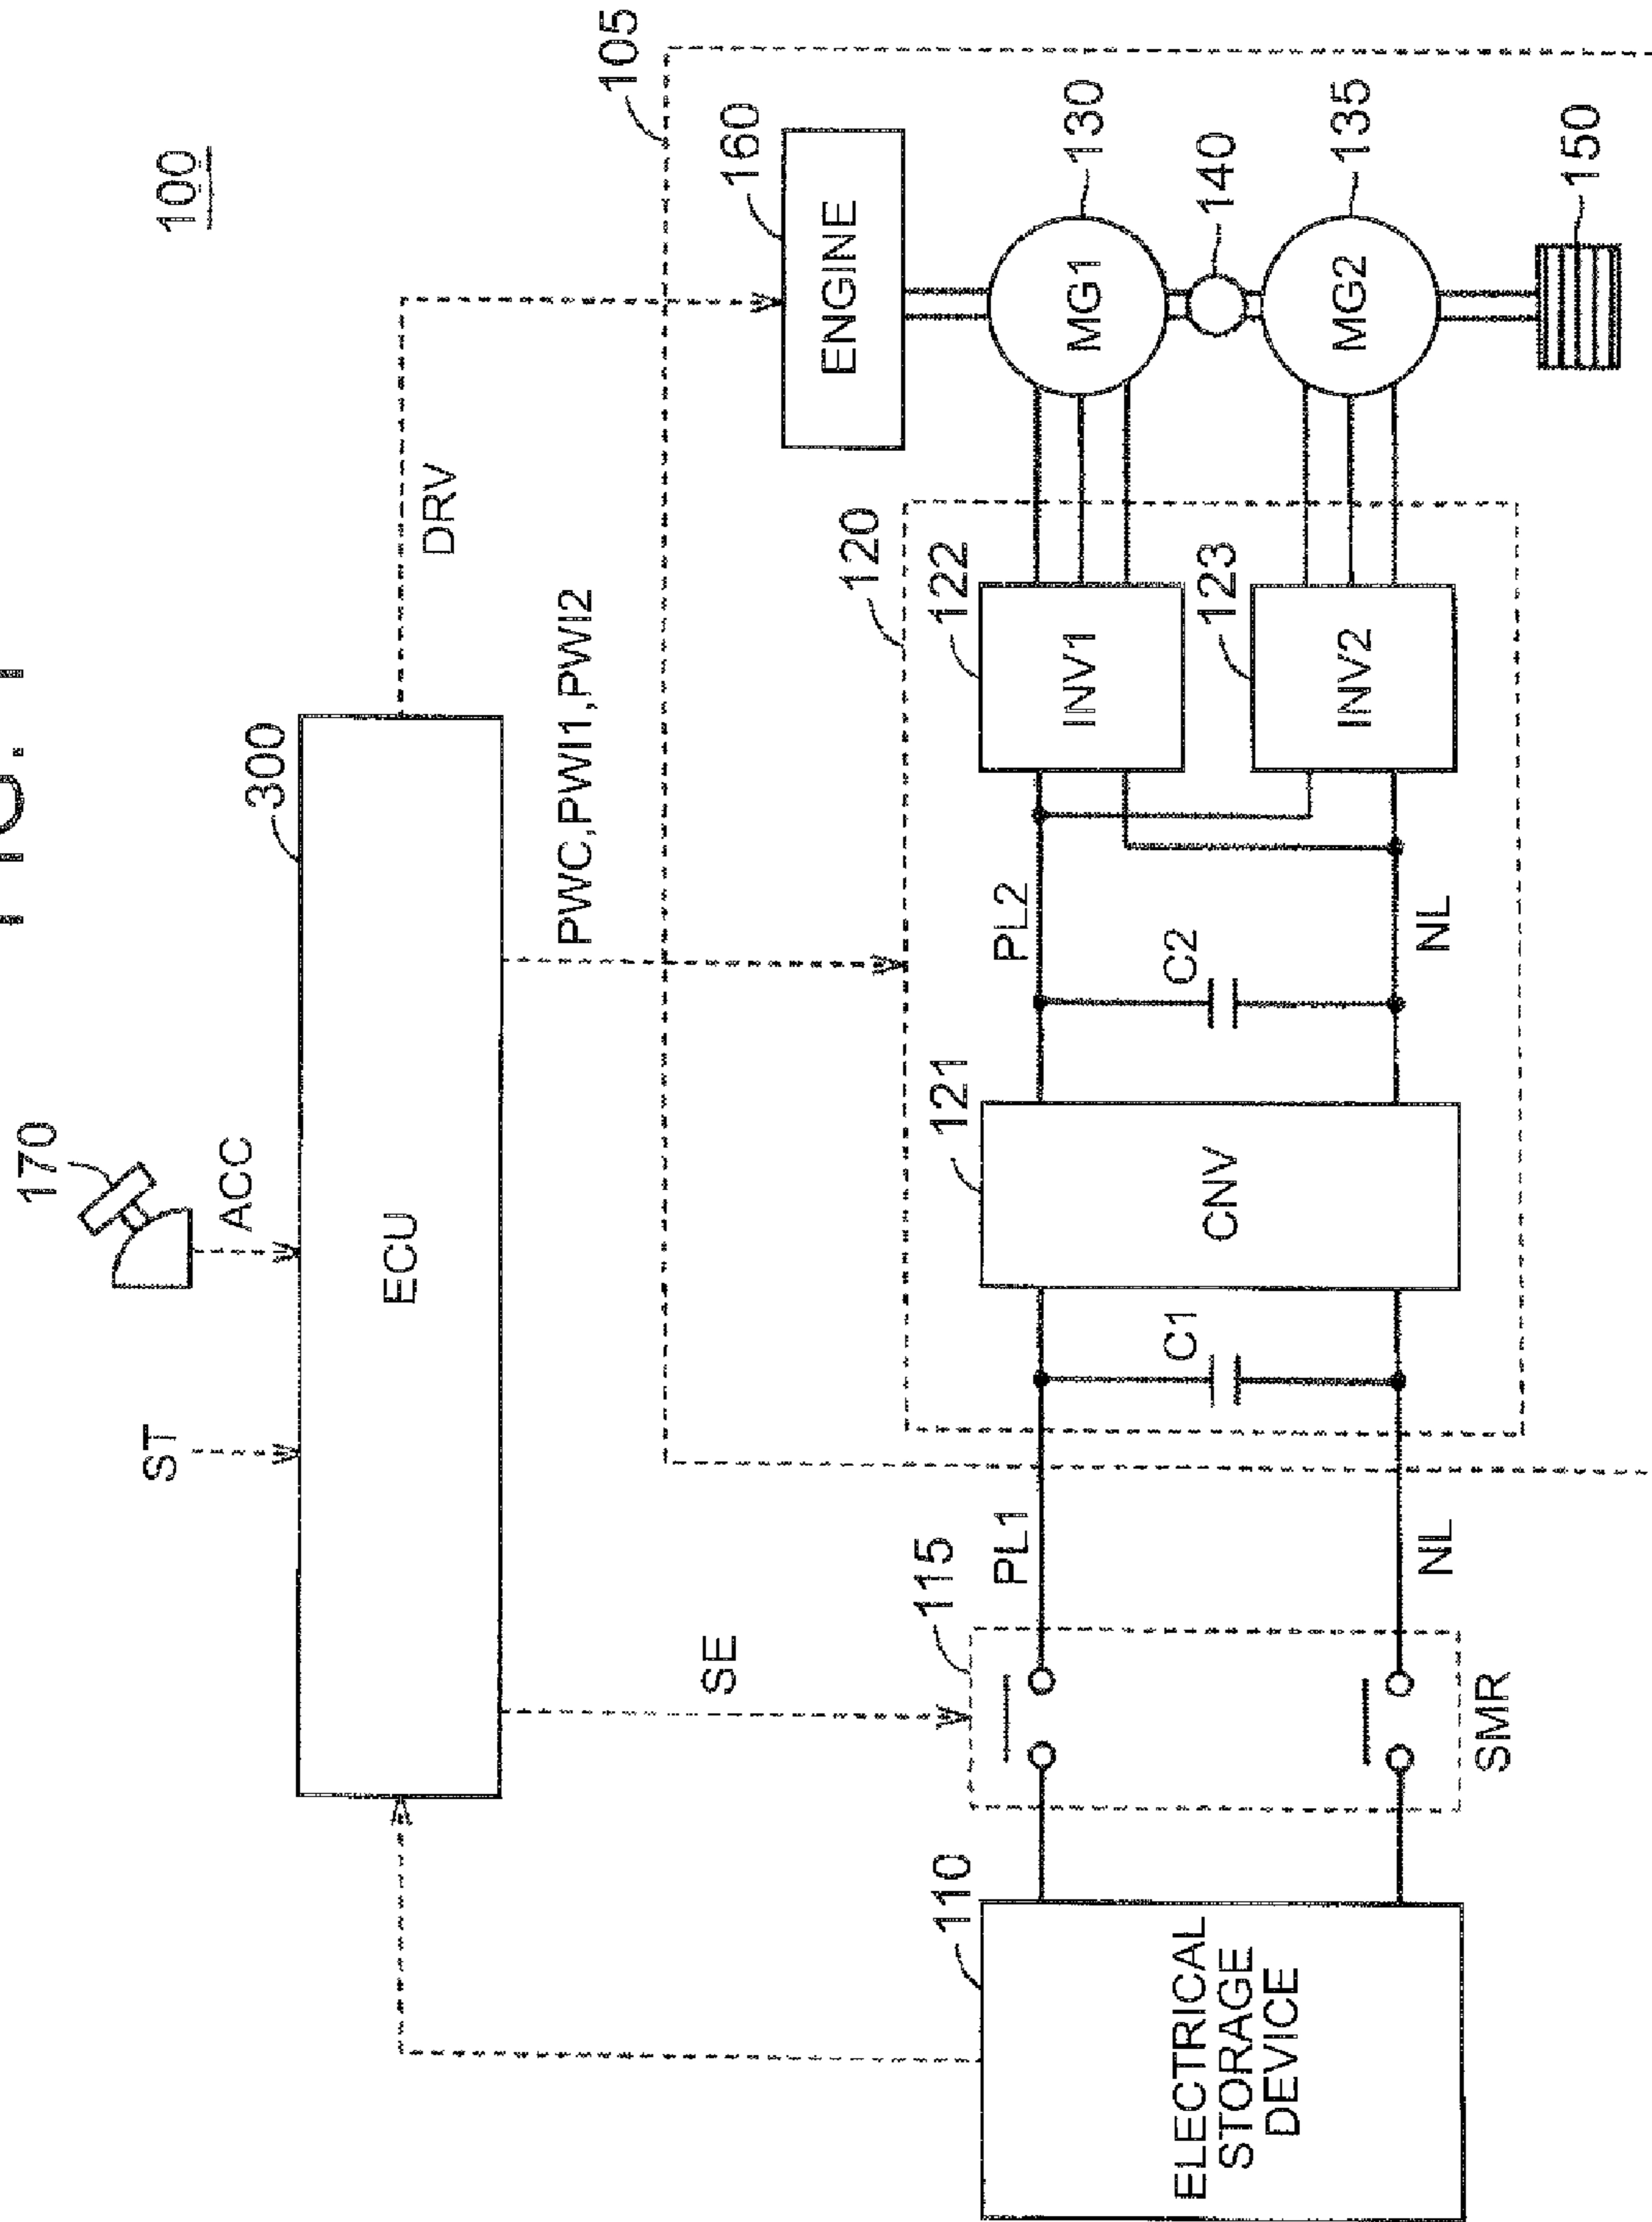 FIG. 1
100
170
ST
ACC
300
ECU
DRV
SE
PWC,PWI1,PWI2
105
160
ENGINE
110
ELECTRICAL
STORAGE
DEVICE
115
SMR
PL1
NL
120
C1
121
CNV
PL2
C2
NL
122
INV1
123
INV2
MG1
130
140
MG2
135
150